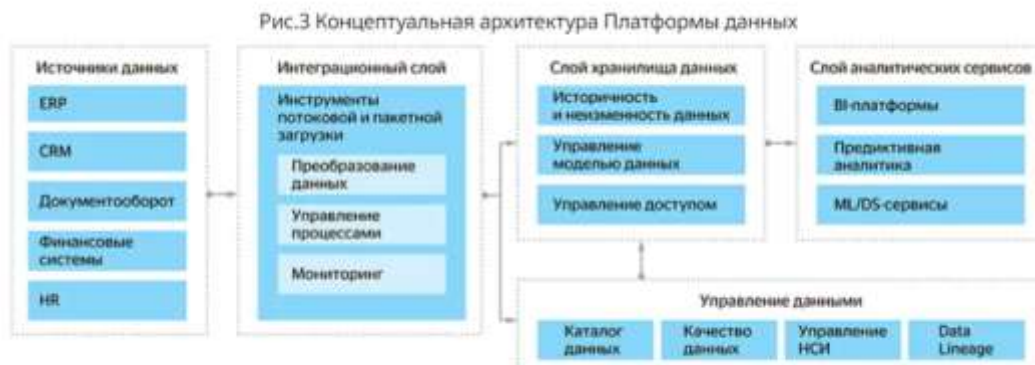 Рис.3 Концептуальная архитектура Платформы данных
Источники данных
ERP
CRM
Документооборот
Финансовые
системы
HR
Интеграционный слой
Инструменты
потоковой и пакетной
загрузки
Преобразование
данных
Управление
процессами
Мониторинг
Слой хранилища данных
Историчность
и неизменность данных
Управление
моделью данных
Управление доступом
Слой аналитических сервисов
BI-платформы
Предиктивная
аналитика
ML/DS-сервисы
Управление данными
Каталог
данных
Качество
данных
Управление
НСИ
Data
Lineage